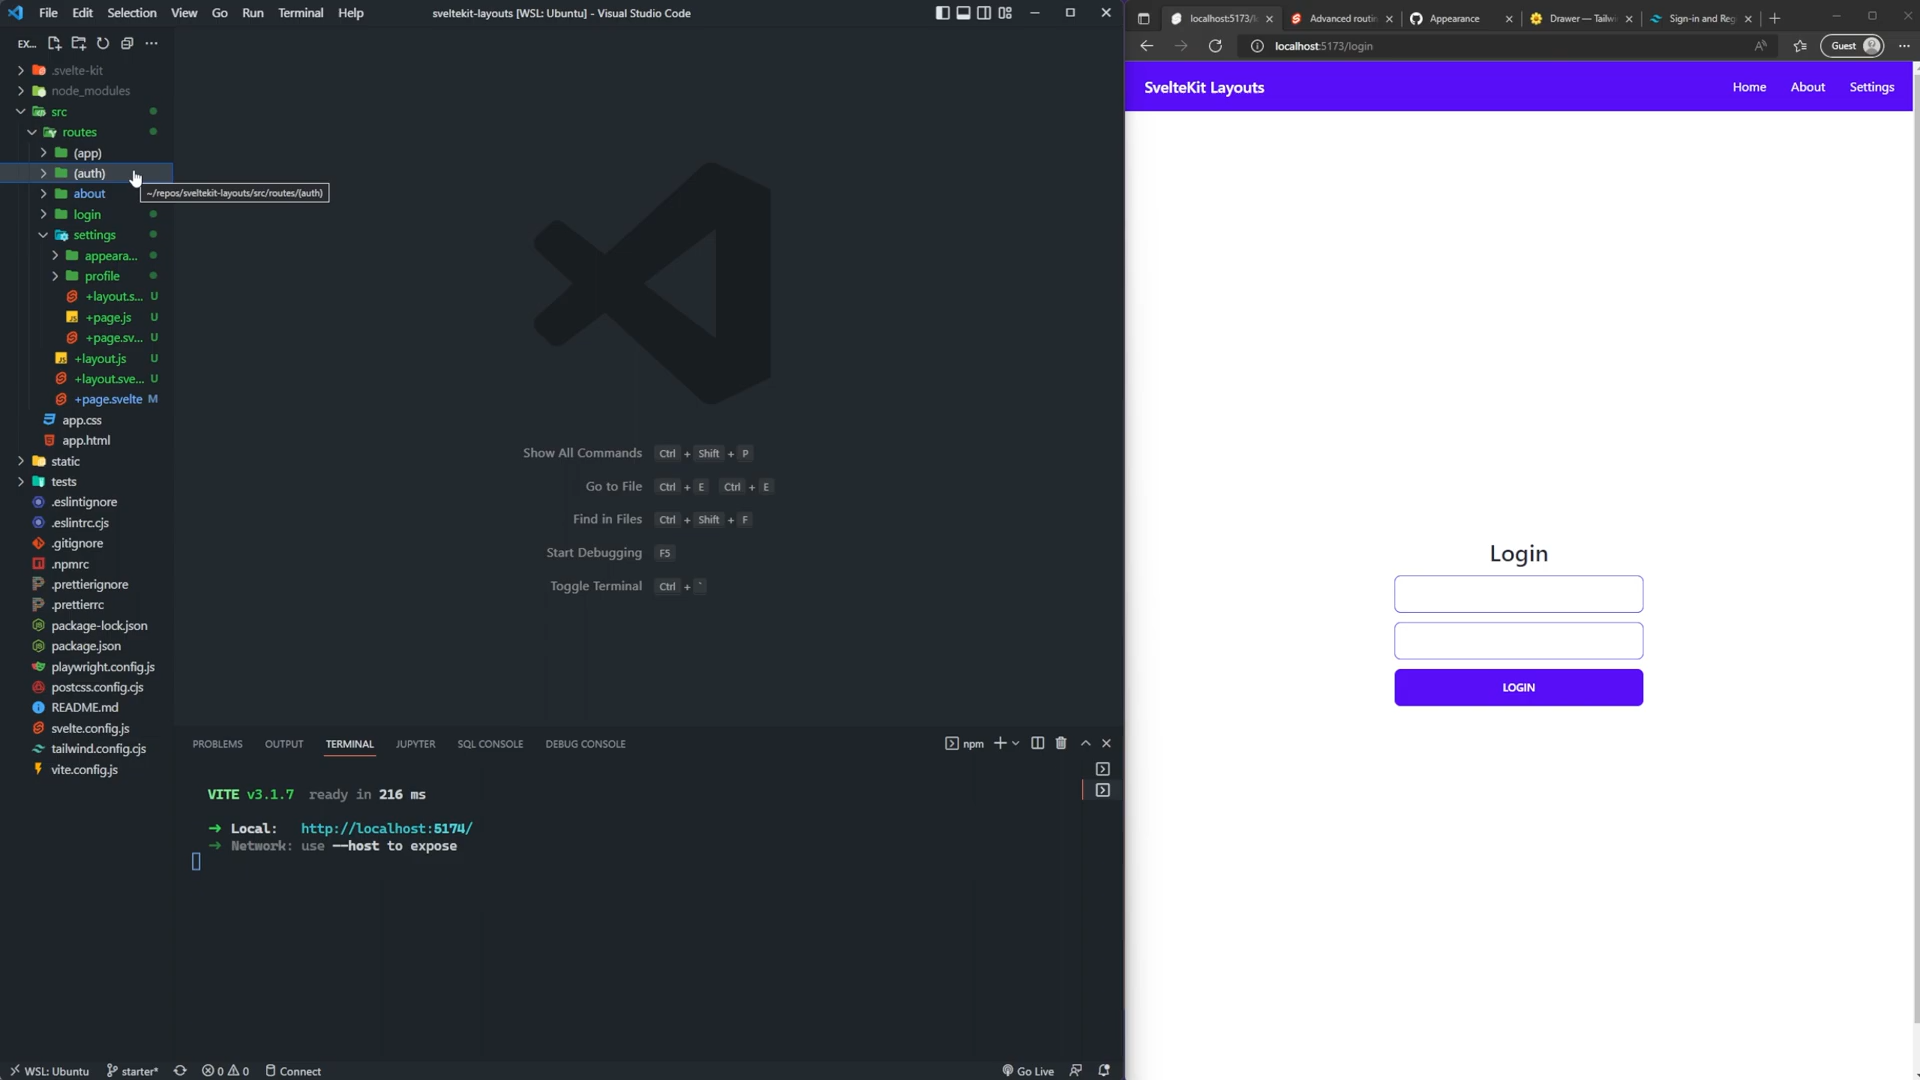 File Edit Selection View Go Run Terminal Help
sveltekit-layouts [WSL: Ubuntu] - Visual Studio Code
EX...
.svelte-kit
node_modules
src
routes
(app)
(auth)
~/repos/sveltekit-layouts/src/routes/(auth)
about
login
settings
appeara...
profile
+layout.s... U
+page.js U
+page.sv... U
+layout.js U
+layout.sve... U
+page.svelte M
app.css
app.html
static
tests
.eslintignore
.eslintrc.cjs
.gitignore
.npmrc
.prettierignore
.prettierrc
package-lock.json
package.json
playwright.config.js
postcss.config.cjs
README.md
svelte.config.js
tailwind.config.cjs
vite.config.js
Show All Commands Ctrl + Shift + P
Go to File Ctrl + E Ctrl + E
Find in Files Ctrl + Shift + F
Start Debugging F5
Toggle Terminal Ctrl + `
PROBLEMS OUTPUT TERMINAL JUPYTER SQL CONSOLE DEBUG CONSOLE
npm
VITE v3.1.7 ready in 216 ms
➜ Local: http://localhost:5174/
➜ Network: use --host to expose
WSL: Ubuntu starter* 0 0 Connect
Go Live
localhost:5173/l Advanced routin Appearance Drawer — Tailwi Sign-in and Reg
localhost:5173/login
Guest
SvelteKit Layouts
Home About Settings
Login
LOGIN